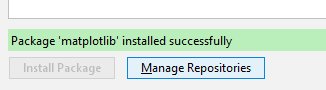 Package 'matplotlib' installed successfully
Install Package
Manage Repositories